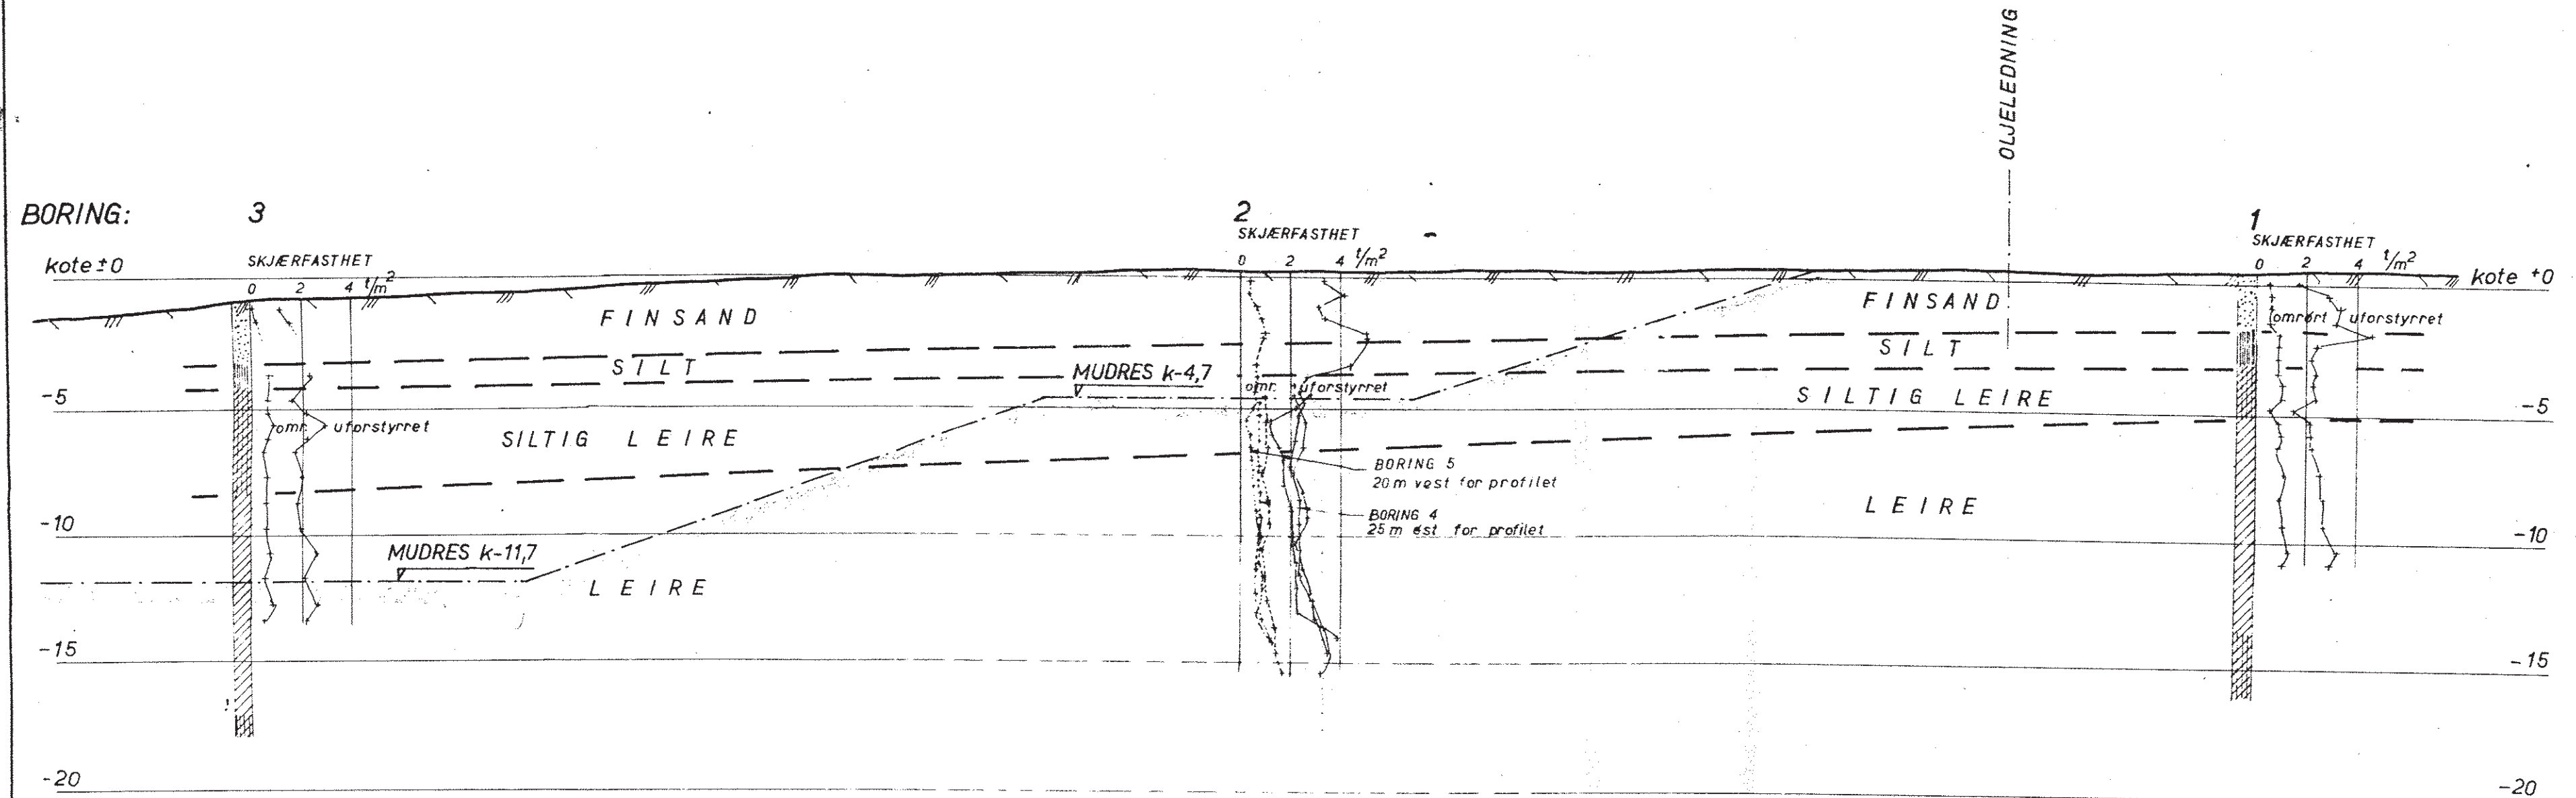 OLJELEDNING
BORING: 3 2 1
SKJÆRFASTHET
SKJÆRFASTHET
SKJÆRFASTHET
kote ±0
0 2 4 t/m²
0 2 4 t/m²
0 2 4 t/m²
kote ±0
FINSAND
FINSAND
omrørt uforstyrret
SILT
SILT
MUDRES k-4,7
omr. uforstyrret
-5
SILTIG LEIRE
-5
omr. uforstyrret
SILTIG LEIRE
BORING 5
20 m vest for profilet
LEIRE
BORING 4
25 m øst for profilet
-10
-10
MUDRES k-11,7
LEIRE
-15
-15
-20
-20